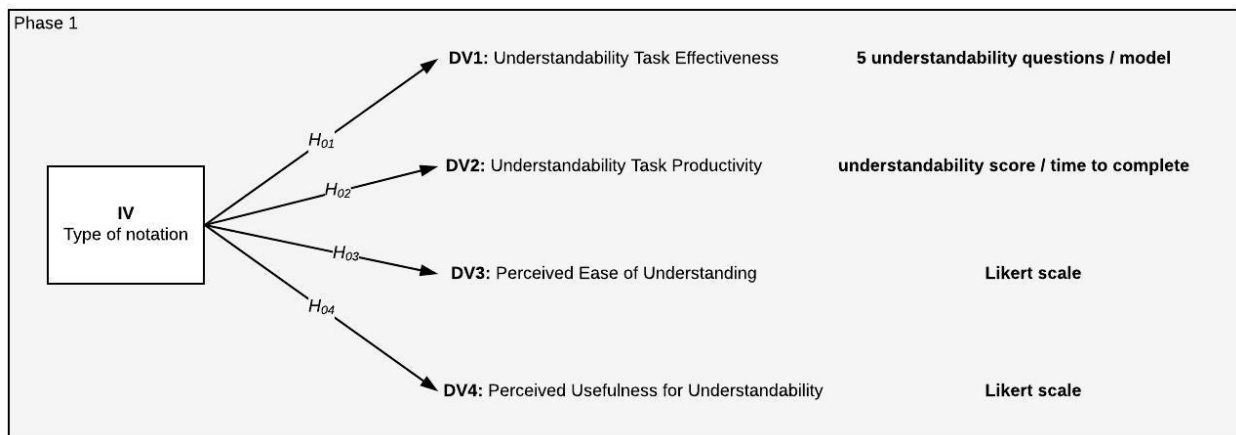 Phase 1
DV1: Understandability Task Effectiveness
5 understandability questions / model
H01
DV2: Understandability Task Productivity
understandability score / time to complete
H02
IV
Type of notation
H03
DV3: Perceived Ease of Understanding
Likert scale
H04
DV4: Perceived Usefulness for Understandability
Likert scale